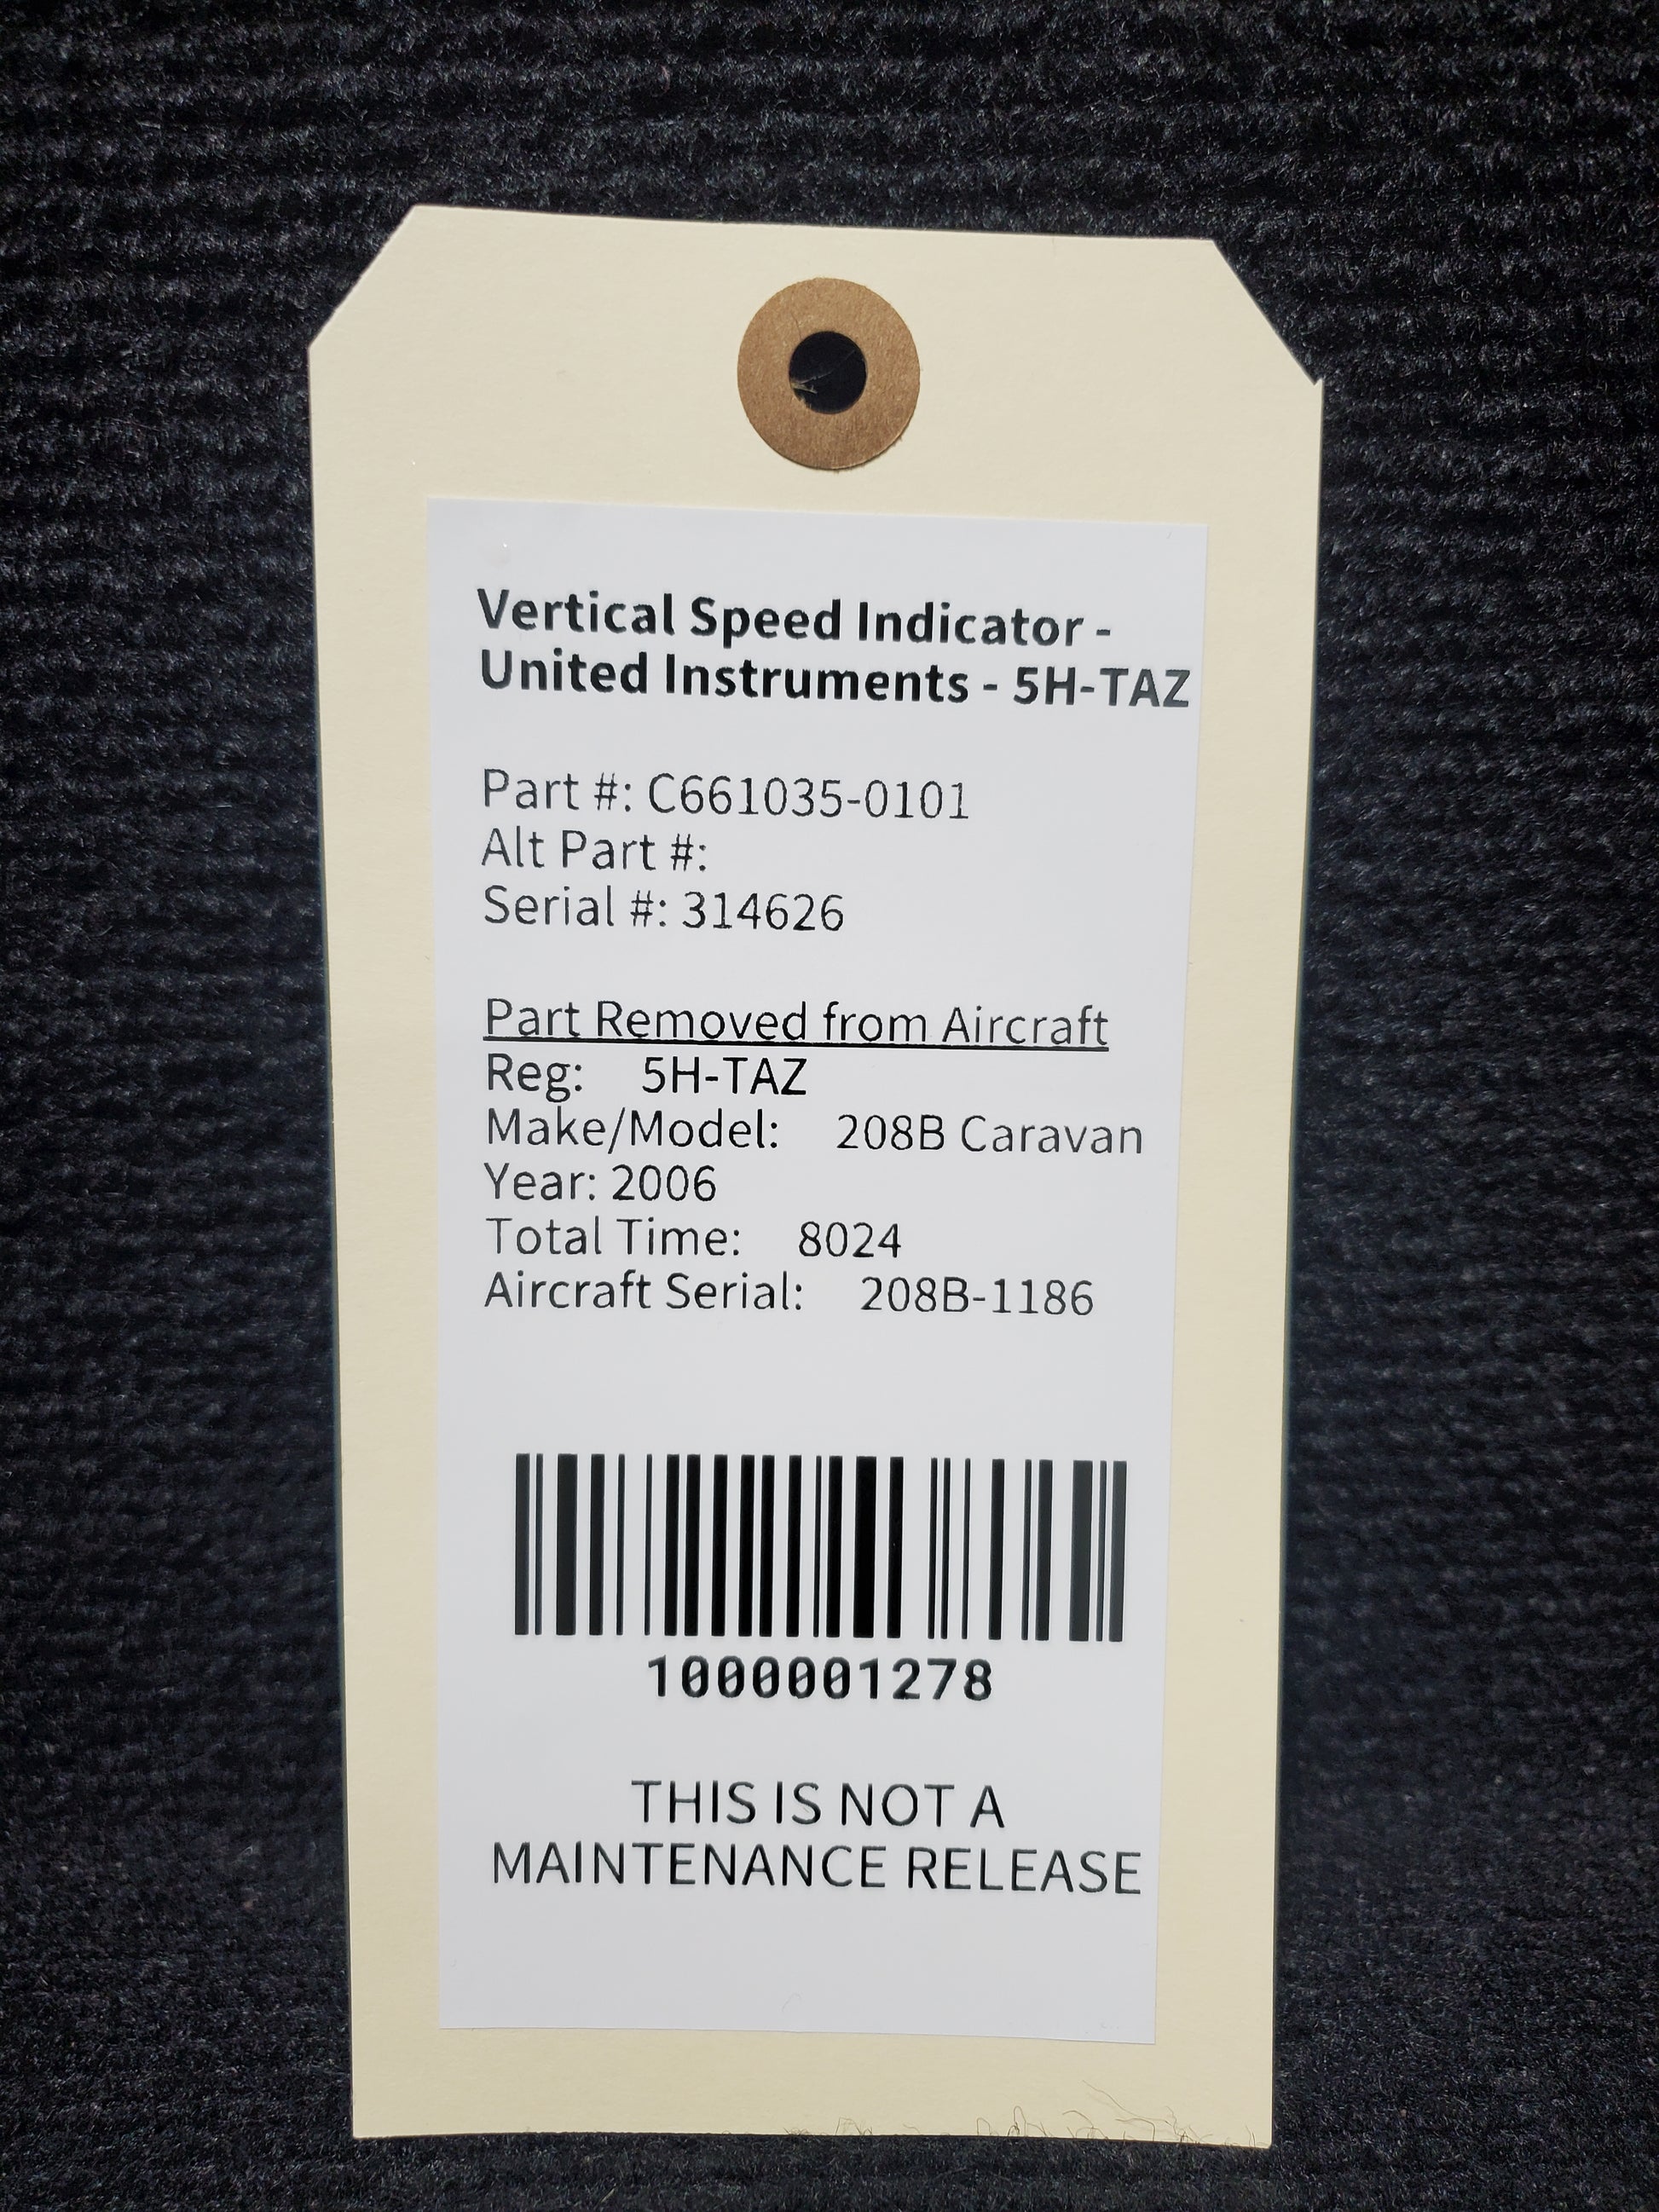 Vertical Speed Indicator -
United Instruments - 5H-TAZ
Part #: C661035-0101
Alt Part #:
Serial #: 314626
Part Removed from Aircraft
Reg: 5H-TAZ
Make/Model: 208B Caravan
Year: 2006
Total Time: 8024
Aircraft Serial: 208B-1186
1000001278
THIS IS NOT A
MAINTENANCE RELEASE